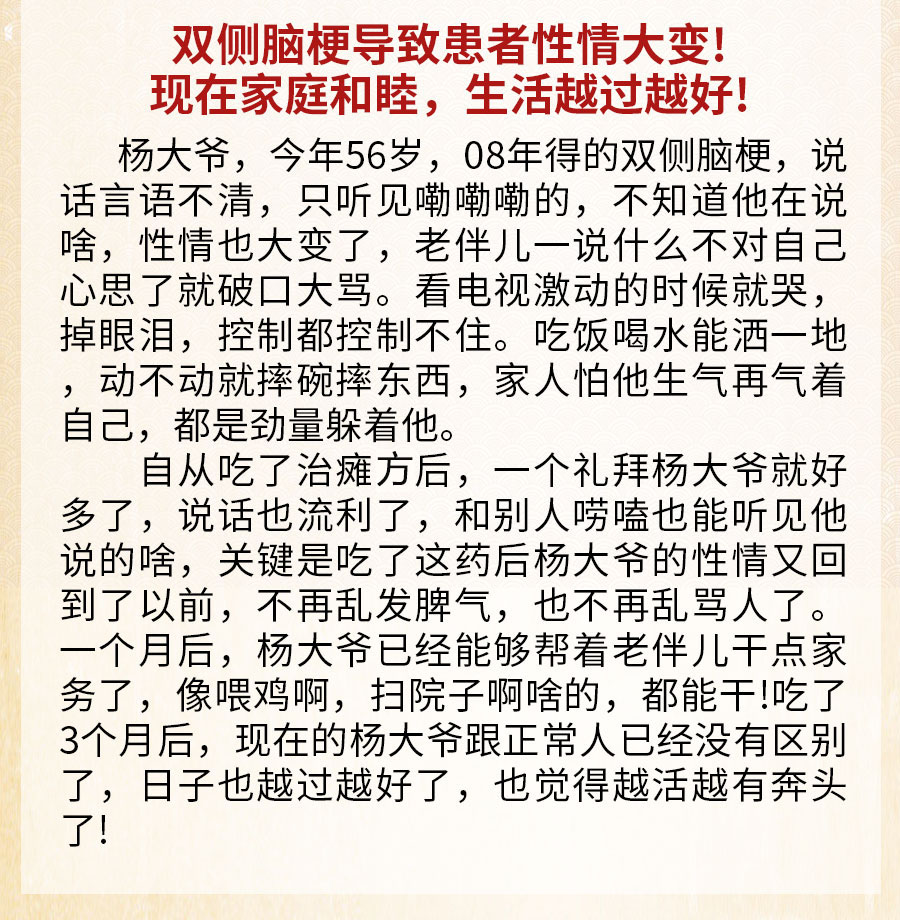 双侧脑梗导致患者性情大变!
现在家庭和睦，生活越过越好!
杨大爷，今年56岁，08年得的双侧脑梗，说
话言语不清，只听见嘞嘞嘞的，不知道他在说
啥，性情也大变了，老伴儿一说什么不对自己
心思了就破口大骂。看电视激动的时候就哭，
掉眼泪，控制都控制不住。吃饭喝水能洒一地
，动不动就摔碗摔东西，家人怕他生气再气着
自己，都是劲量躲着他。
自从吃了治瘫方后，一个礼拜杨大爷就好
多了，说话也流利了，和别人唠嗑也能听见他
说的啥，关键是吃了这药后杨大爷的性情又回
到了以前，不再乱发脾气，也不再乱骂人了。
一个月后，杨大爷已经能够帮着老伴儿干点家
务了，像喂鸡啊，扫院子啊啥的，都能干!吃了
3个月后，现在的杨大爷跟正常人已经没有区别
了，日子也越过越好了，也觉得越活越有奔头
了!